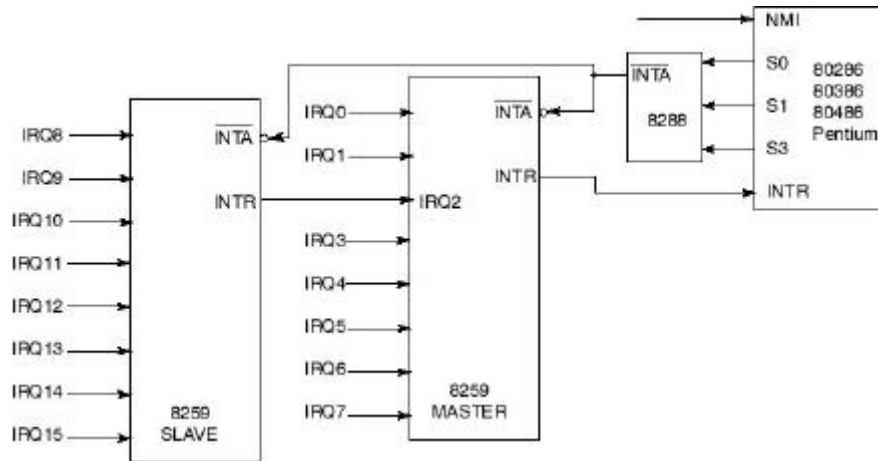 NMI
S0
S1
S3
INTR
80286
80386
80486
Pentium
INTA
8288
IRQ0
IRQ1
IRQ2
IRQ3
IRQ4
IRQ5
IRQ6
IRQ7
INTA
INTR
8259
MASTER
IRQ8
IRQ9
IRQ10
IRQ11
IRQ12
IRQ13
IRQ14
IRQ15
INTA
INTR
8259
SLAVE